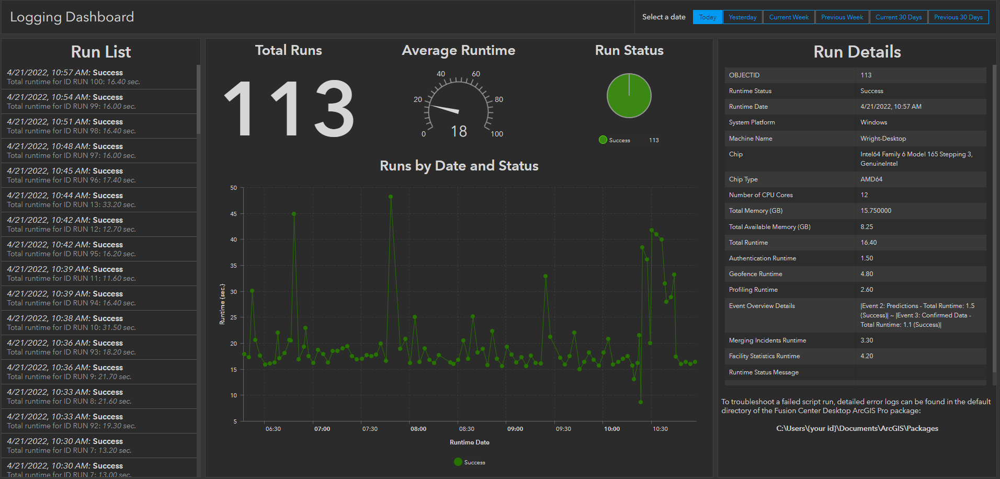 Logging Dashboard
Select a date
Today
Yesterday
Current Week
Previous Week
Current 30 Days
Previous 30 Days
Run List
4/21/2022, 10:57 AM: Success
Total runtime for ID RUN 100: 16.40 sec.
4/21/2022, 10:54 AM: Success
Total runtime for ID RUN 99: 16.00 sec.
4/21/2022, 10:51 AM: Success
Total runtime for ID RUN 98: 16.40 sec.
4/21/2022, 10:48 AM: Success
Total runtime for ID RUN 97: 16.00 sec.
4/21/2022, 10:45 AM: Success
Total runtime for ID RUN 96: 17.40 sec.
4/21/2022, 10:44 AM: Success
Total runtime for ID RUN 13: 33.20 sec.
4/21/2022, 10:42 AM: Success
Total runtime for ID RUN 12: 12.70 sec.
4/21/2022, 10:42 AM: Success
Total runtime for ID RUN 95: 16.20 sec.
4/21/2022, 10:39 AM: Success
Total runtime for ID RUN 11: 11.60 sec.
4/21/2022, 10:39 AM: Success
Total runtime for ID RUN 94: 16.40 sec.
4/21/2022, 10:38 AM: Success
Total runtime for ID RUN 10: 31.50 sec.
4/21/2022, 10:36 AM: Success
Total runtime for ID RUN 93: 18.20 sec.
4/21/2022, 10:36 AM: Success
Total runtime for ID RUN 9: 21.70 sec.
4/21/2022, 10:33 AM: Success
Total runtime for ID RUN 8: 21.60 sec.
4/21/2022, 10:33 AM: Success
Total runtime for ID RUN 92: 19.30 sec.
4/21/2022, 10:30 AM: Success
Total runtime for ID RUN 7: 13.20 sec.
4/21/2022, 10:30 AM: Success
Total runtime for ID RUN 7: 13.00 sec.
Total Runs
113
Average Runtime
0
20
40
60
80
100
18
Run Status
Success 113
Runs by Date and Status
Runtime (sec.)
50
45
40
35
30
25
20
15
10
5
06:30
07:00
07:30
08:00
08:30
09:00
09:30
10:00
10:30
Runtime Date
Success
Run Details
OBJECTID 113
Runtime Status Success
Runtime Date 4/21/2022, 10:57 AM
System Platform Windows
Machine Name Wright-Desktop
Chip Intel64 Family 6 Model 165 Stepping 3,
GenuineIntel
Chip Type AMD64
Number of CPU Cores 12
Total Memory (GB) 15.750000
Total Available Memory (GB) 8.25
Total Runtime 16.40
Authentication Runtime 1.50
Geofence Runtime 4.80
Profiling Runtime 2.60
Event Overview Details |Event 2: Predictions - Total Runtime: 1.5
(Success)| ~ |Event 3: Confirmed Data -
Total Runtime: 1.1 (Success)|
Merging Incidents Runtime 3.30
Facility Statistics Runtime 4.20
Runtime Status Message
To troubleshoot a failed script run, detailed error logs can be found in the default
directory of the Fusion Center Desktop ArcGIS Pro package:
C:\Users\{your id}\Documents\ArcGIS\Packages